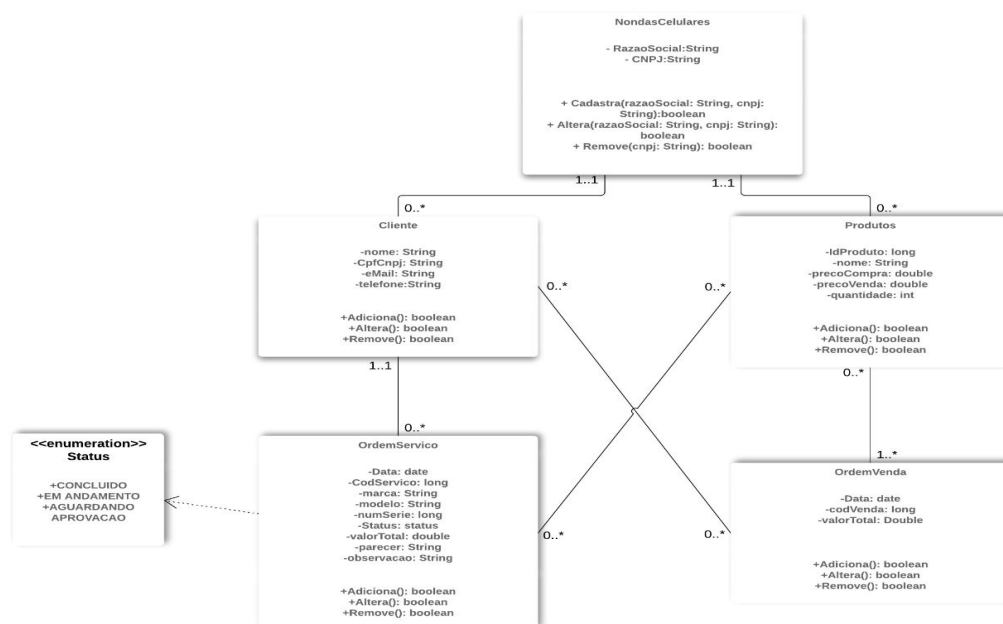 NondasCelulares
- RazaoSocial:String
- CNPJ:String
+ Cadastra(razaoSocial: String, cnpj:
String):boolean
+ Altera(razaoSocial: String, cnpj: String):
boolean
+ Remove(cnpj: String): boolean
1..1
1..1
0..*
0..*
Cliente
-nome: String
-CpfCnpj: String
-eMail: String
-telefone:String
+Adiciona(): boolean
+Altera(): boolean
+Remove(): boolean
Produtos
-IdProduto: long
-nome: String
-precoCompra: double
-precoVenda: double
-quantidade: int
+Adiciona(): boolean
+Altera(): boolean
+Remove(): boolean
0..*
0..*
1..1
0..*
0..*
1..*
<<enumeration>>
Status
+CONCLUIDO
+EM ANDAMENTO
+AGUARDANDO
APROVACAO
OrdemServico
-Data: date
-CodServico: long
-marca: String
-modelo: String
-numSerie: long
-Status: status
-valorTotal: double
-parecer: String
-observacao: String
+Adiciona(): boolean
+Altera(): boolean
+Remove(): boolean
0..*
0..*
OrdemVenda
-Data: date
-codVenda: long
-valorTotal: Double
+Adiciona(): boolean
+Altera(): boolean
+Remove(): boolean